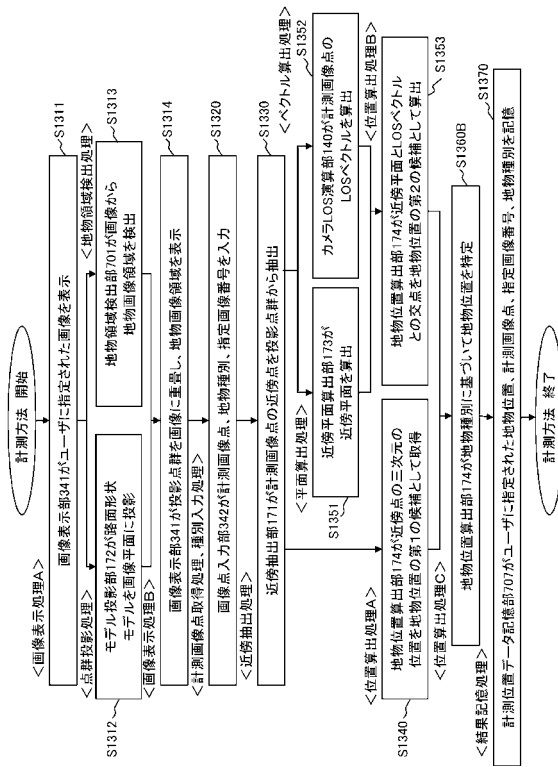 計測方法 開始
<画像表示処理A>
S1311
画像表示部341がユーザに指定された画像を表示
<点群投影処理>
<地物領域検出処理>
S1312
モデル投影部172が路面形状
モデルを画像平面に投影
S1313
地物領域検出部701が画像から
地物画像領域を検出
<画像表示処理B>
S1314
画像表示部341が投影点群を画像に重畳し、地物画像領域を表示
<計測画像点取得処理、種別入力処理>
S1320
画像点入力部342が計測画像点、地物種別、指定画像番号を入力
<近傍抽出処理>
S1330
近傍抽出部171が計測画像点の近傍点を投影点群から抽出
<平面算出処理>
<ベクトル算出処理>
S1351
近傍平面算出部173が
近傍平面を算出
S1352
カメラLOS演算部140が計測画像点の
LOSベクトルを算出
<位置算出処理A>
<位置算出処理B>
S1340
地物位置算出部174が近傍点の三次元の
位置を地物位置の第1の候補として取得
S1353
地物位置算出部174が近傍平面とLOSベクトル
との交点を地物位置の第2の候補として算出
<位置算出処理C>
S1360B
地物位置算出部174が地物種別に基づいて地物位置を特定
<結果記憶処理>
S1370
計測位置データ記憶部707がユーザに指定された地物位置、計測画像点、指定画像番号、地物種別を記憶
計測方法 終了